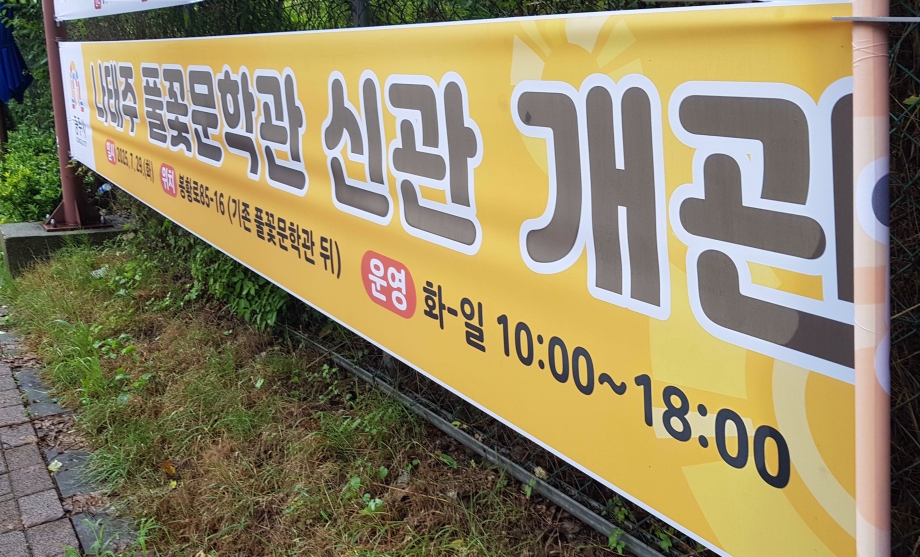 나태주 풀꽃문학관 신관 개관
일시 2025. 7. 29.(화)
위치 봉황로85-16 (기존 풀꽃문학관 뒤)
운영 화-일 10:00~18:00